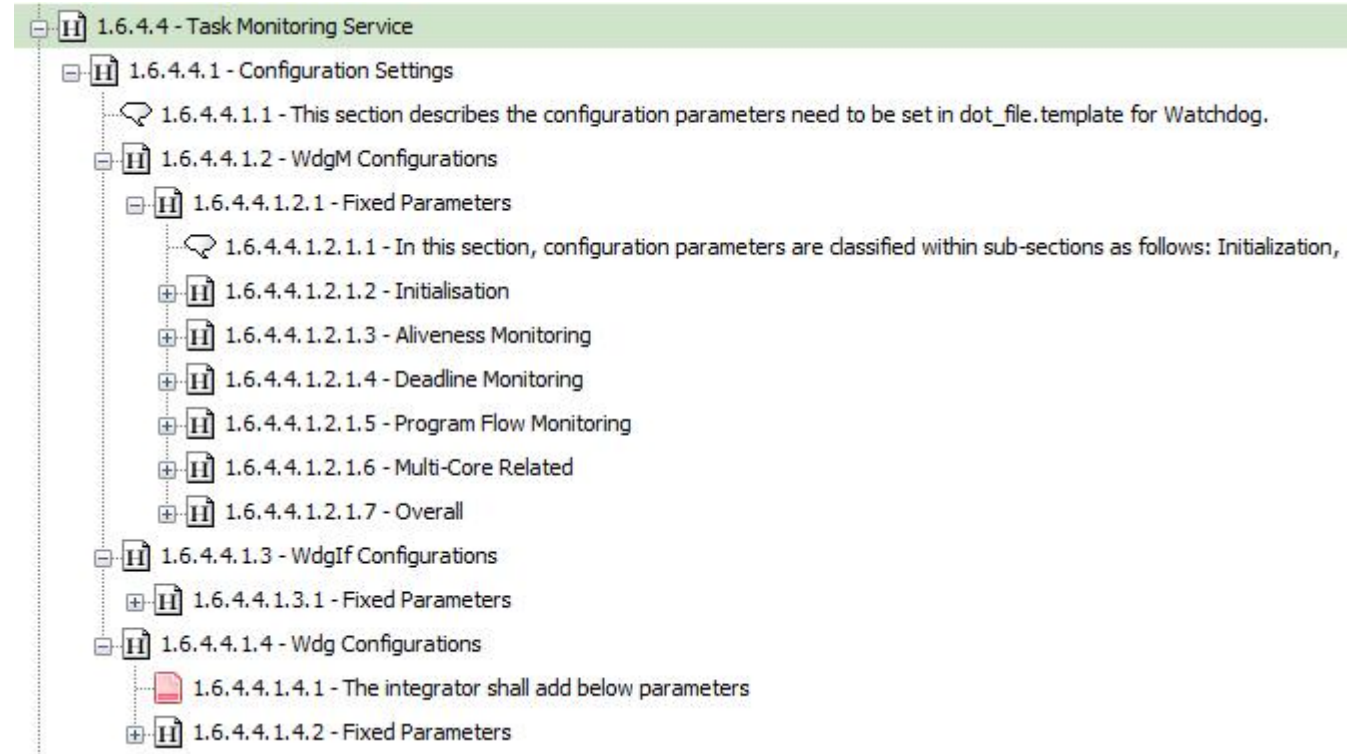 1.6.4.4 - Task Monitoring Service
1.6.4.4.1 - Configuration Settings
1.6.4.4.1.1 - This section describes the configuration parameters need to be set in dot_file.template for Watchdog.
1.6.4.4.1.2 - WdgM Configurations
1.6.4.4.1.2.1 - Fixed Parameters
1.6.4.4.1.2.1.1 - In this section, configuration parameters are classified within sub-sections as follows: Initialization,
1.6.4.4.1.2.1.2 - Initialisation
1.6.4.4.1.2.1.3 - Aliveness Monitoring
1.6.4.4.1.2.1.4 - Deadline Monitoring
1.6.4.4.1.2.1.5 - Program Flow Monitoring
1.6.4.4.1.2.1.6 - Multi-Core Related
1.6.4.4.1.2.1.7 - Overall
1.6.4.4.1.3 - WdgIf Configurations
1.6.4.4.1.3.1 - Fixed Parameters
1.6.4.4.1.4 - Wdg Configurations
1.6.4.4.1.4.1 - The integrator shall add below parameters
1.6.4.4.1.4.2 - Fixed Parameters